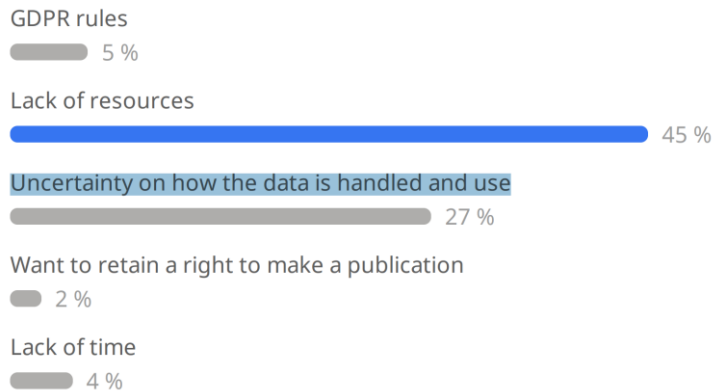 GDPR rules
5 %
Lack of resources
45 %
Uncertainty on how the data is handled and use
27 %
Want to retain a right to make a publication
2 %
Lack of time
4 %